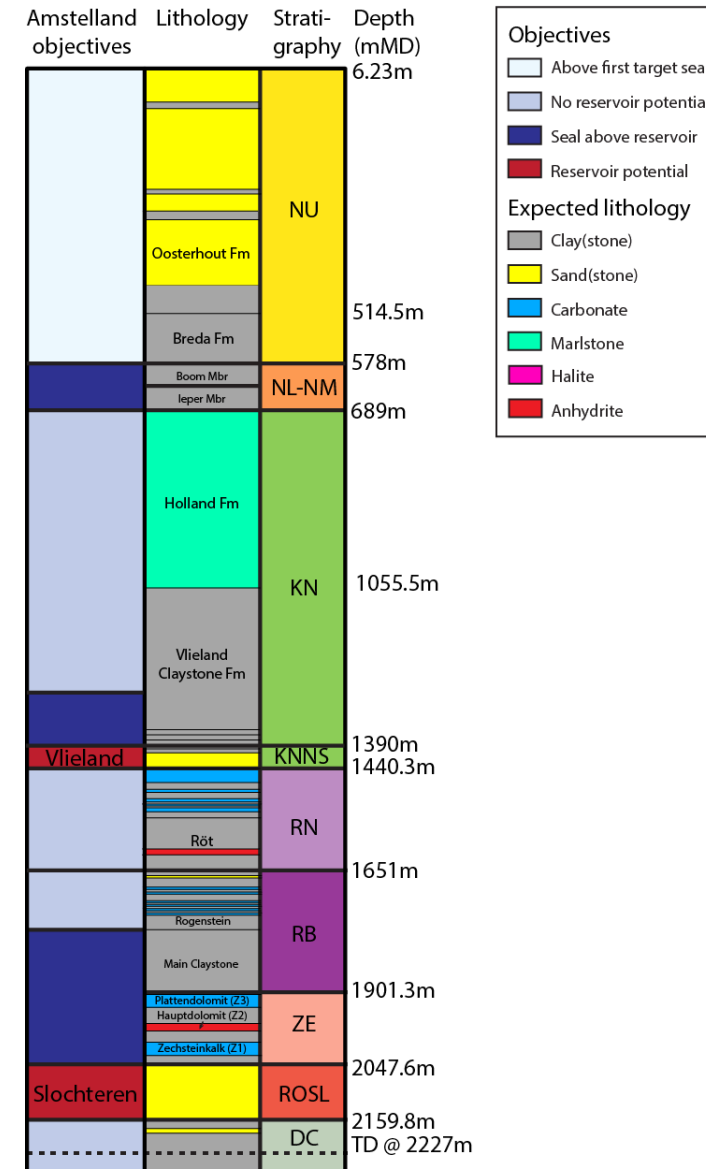 Amstelland
objectives
Lithology
Strati-
graphy
Depth
(mMD)
6.23m
NU
Oosterhout Fm
514.5m
Breda Fm
578m
Boom Mbr
NL-NM
Ieper Mbr
689m
Holland Fm
KN
1055.5m
Vlieland
Claystone Fm
1390m
Vlieland
KNNS
1440.3m
RN
Röt
1651m
Rogenstein
RB
Main Claystone
1901.3m
Plattendolomit (Z3)
Hauptdolomit (Z2)
ZE
Zechsteinkalk (Z1)
2047.6m
Slochteren
ROSL
2159.8m
DC
TD @ 2227m
Objectives
Above first target sea
No reservoir potentia
Seal above reservoir
Reservoir potential
Expected lithology
Clay(stone)
Sand(stone)
Carbonate
Marlstone
Halite
Anhydrite